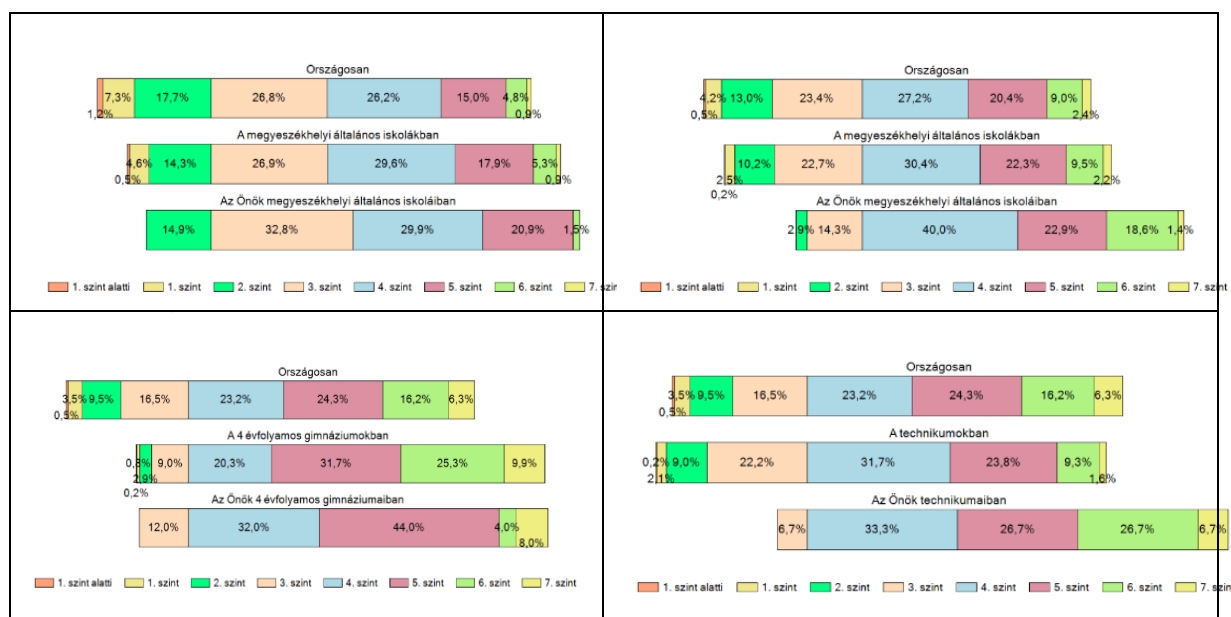 Országosan
7,3% 17,7% 26,8% 26,2% 15,0% 4,8%
1,2% 0,9%
A megyeszékhelyi általános iskolákban
4,6% 14,3% 26,9% 29,6% 17,9% 5,3%
0,5% 0,9%
Az Önök megyeszékhelyi általános iskoláiban
14,9% 32,8% 29,9% 20,9% 1,5%
1. szint alatti 1. szint 2. szint 3. szint 4. szint 5. szint 6. szint 7. szin
Országosan
4,2% 13,0% 23,4% 27,2% 20,4% 9,0%
0,5% 2,4%
A megyeszékhelyi általános iskolákban
10,2% 22,7% 30,4% 22,3% 9,5%
2,5% 2,2%
0,2%
Az Önök megyeszékhelyi általános iskoláiban
2,9% 14,3% 40,0% 22,9% 18,6% 1,4%
1. szint alatti 1. szint 2. szint 3. szint 4. szint 5. szint 6. szint 7. szint
Országosan
3,5% 9,5% 16,5% 23,2% 24,3% 16,2% 6,3%
0,5%
A 4 évfolyamos gimnáziumokban
0,8% 9,0% 20,3% 31,7% 25,3% 9,9%
2,9%
0,2%
Az Önök 4 évfolyamos gimnáziumaiban
12,0% 32,0% 44,0% 4,0%
8,0%
1. szint alatti 1. szint 2. szint 3. szint 4. szint 5. szint 6. szint 7. szint
Országosan
3,5% 9,5% 16,5% 23,2% 24,3% 16,2% 6,3%
0,5%
A technikumokban
0,2% 9,0% 22,2% 31,7% 23,8% 9,3%
2,1% 1,6%
Az Önök technikumaiban
6,7% 33,3% 26,7% 26,7% 6,7%
1. szint alatti 1. szint 2. szint 3. szint 4. szint 5. szint 6. szint 7. szint